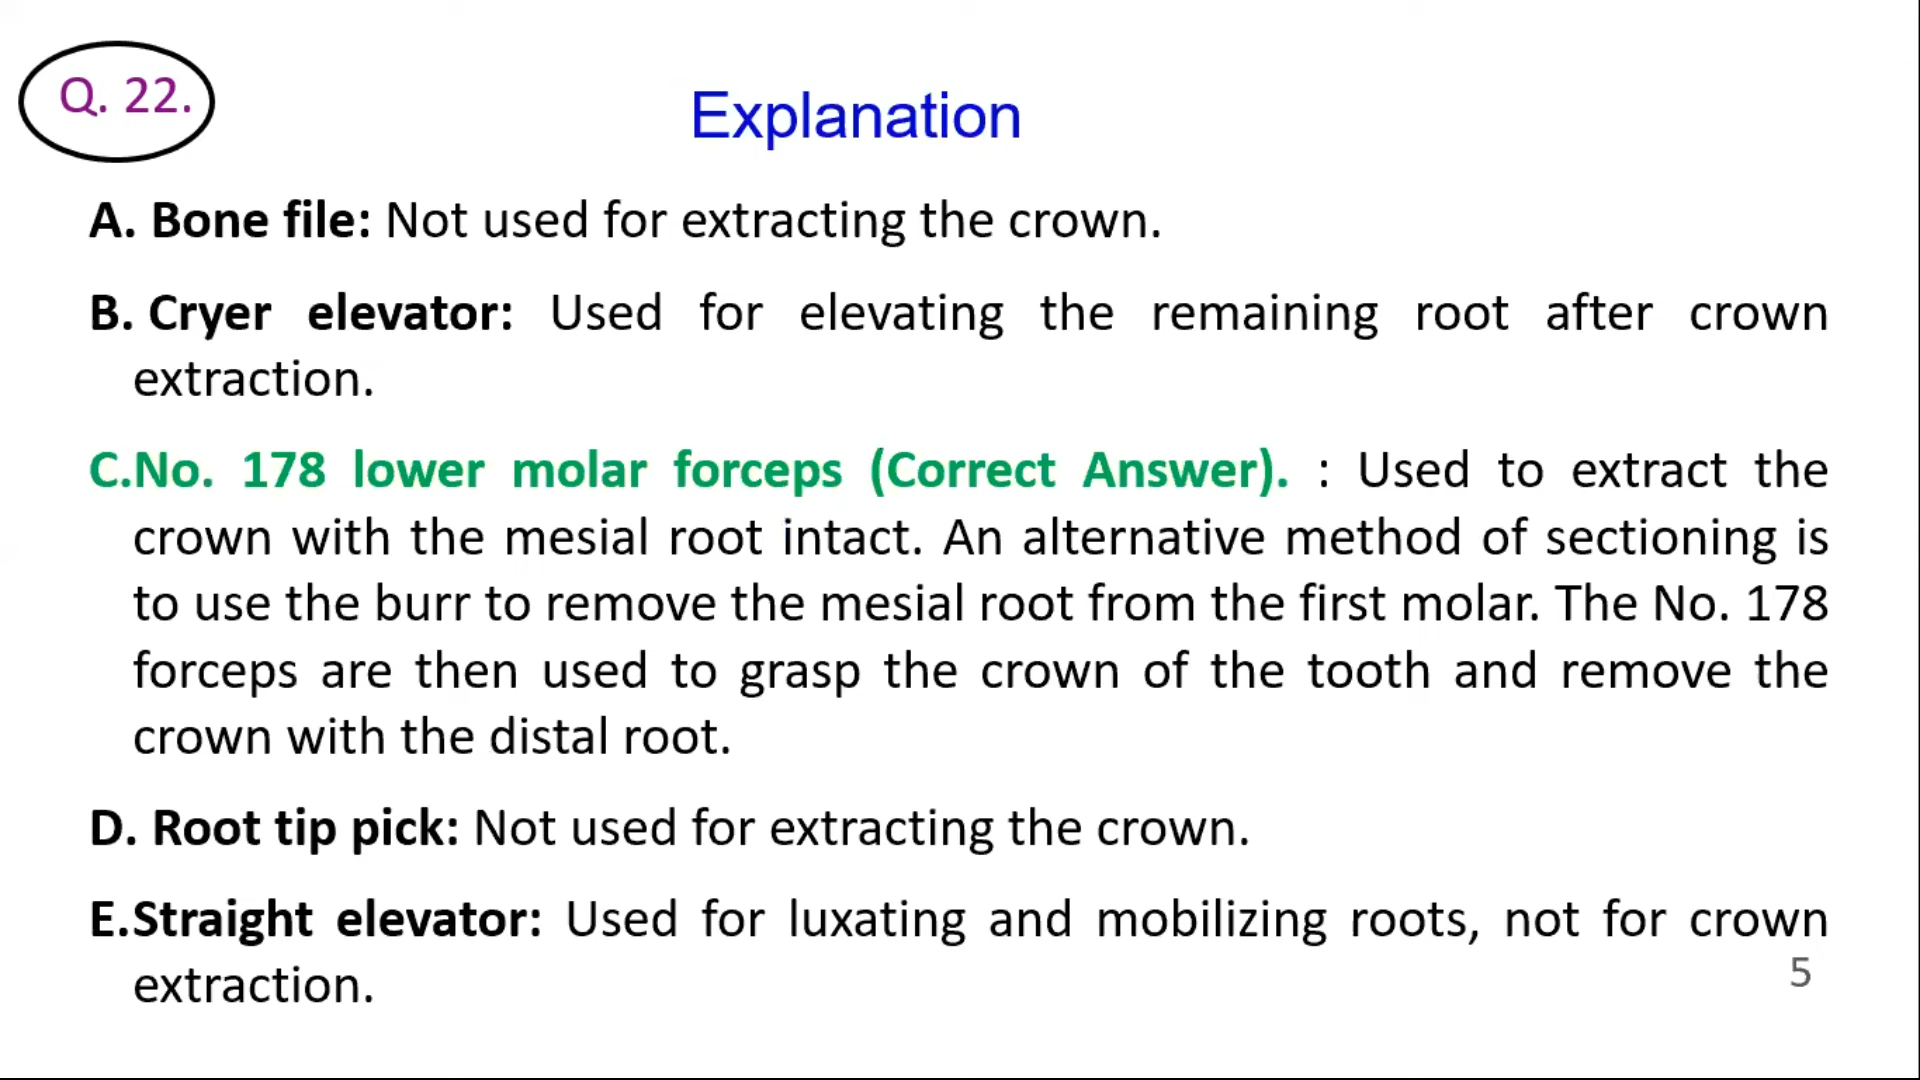 Q. 22.
Explanation
A. Bone file: Not used for extracting the crown.
B. Cryer elevator: Used for elevating the remaining root after crown
extraction.
C.No. 178 lower molar forceps (Correct Answer). : Used to extract the
crown with the mesial root intact. An alternative method of sectioning is
to use the burr to remove the mesial root from the first molar. The No. 178
forceps are then used to grasp the crown of the tooth and remove the
crown with the distal root.
D. Root tip pick: Not used for extracting the crown.
E.Straight elevator: Used for luxating and mobilizing roots, not for crown
extraction.
5